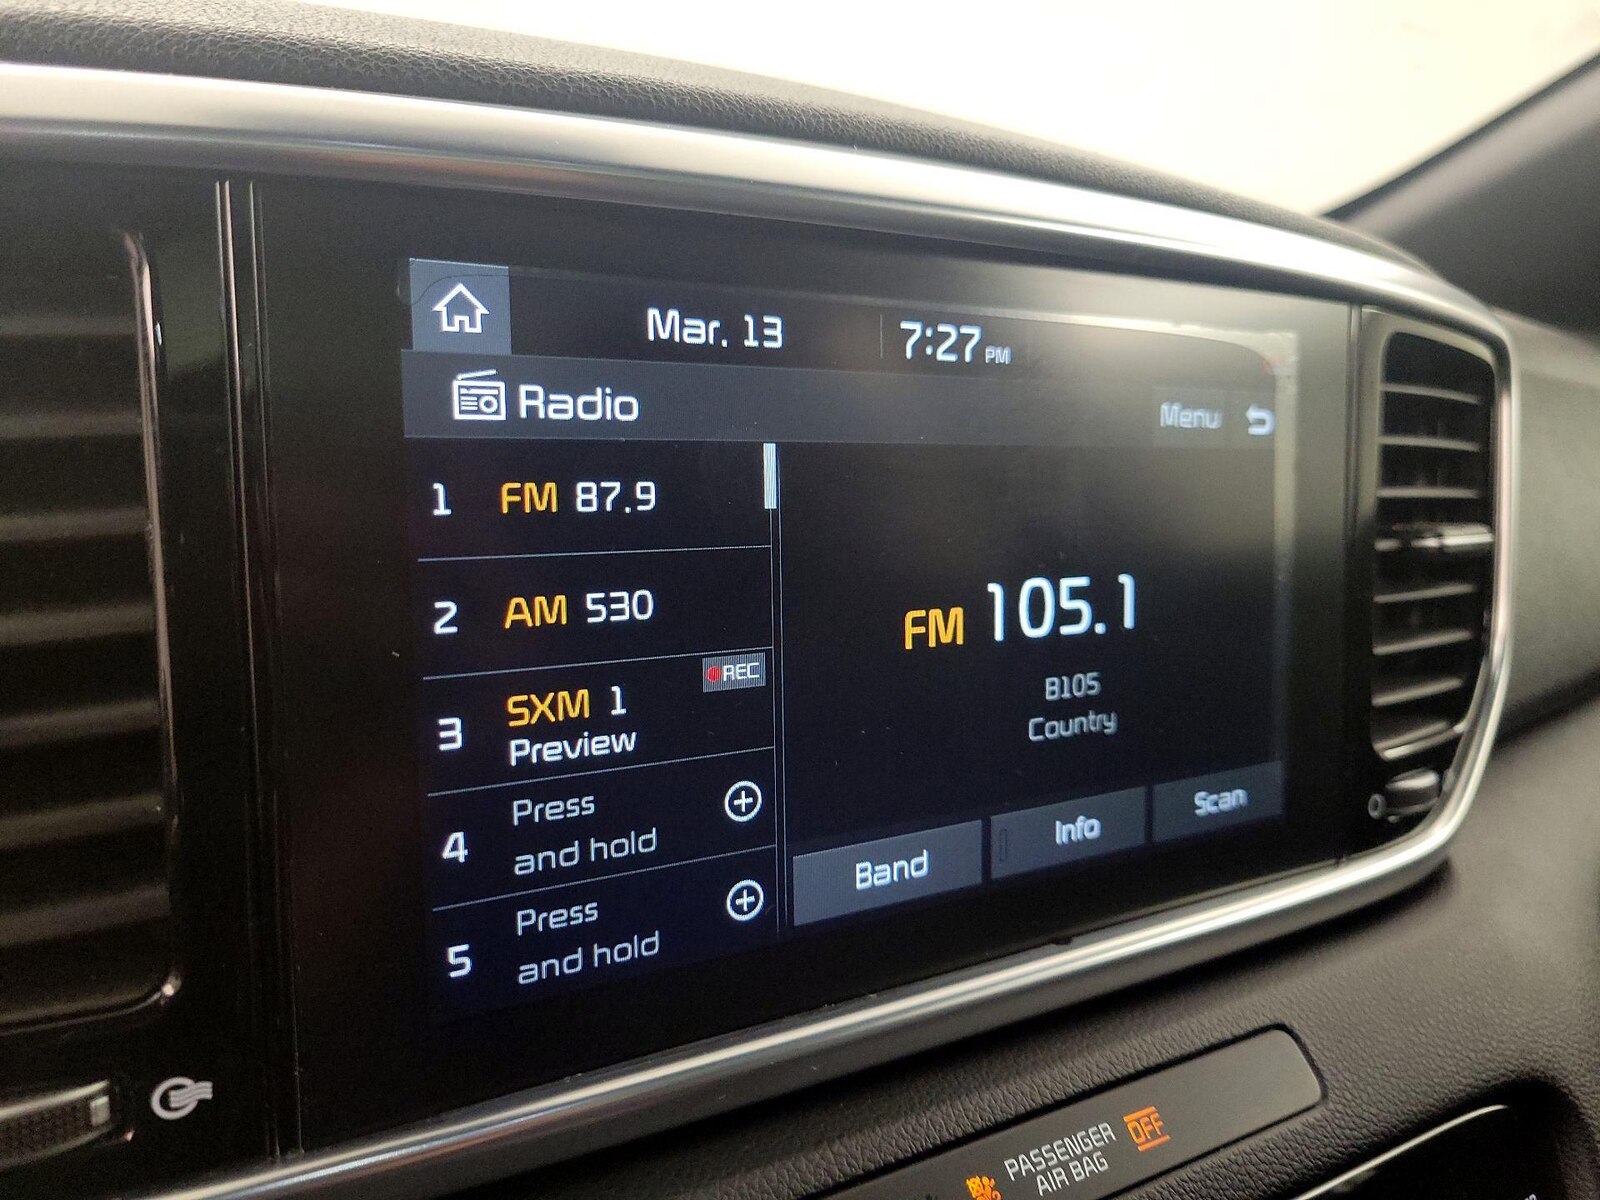 Mar. 13 7:27 PM
Radio
Menu
1 FM 87.9
2 AM 530
REC
3 SXM 1
Preview
4 Press
and hold
5 Press
and hold
FM 105.1
B105
Country
Band Info Scan
PASSENGER
AIR BAG
OFF